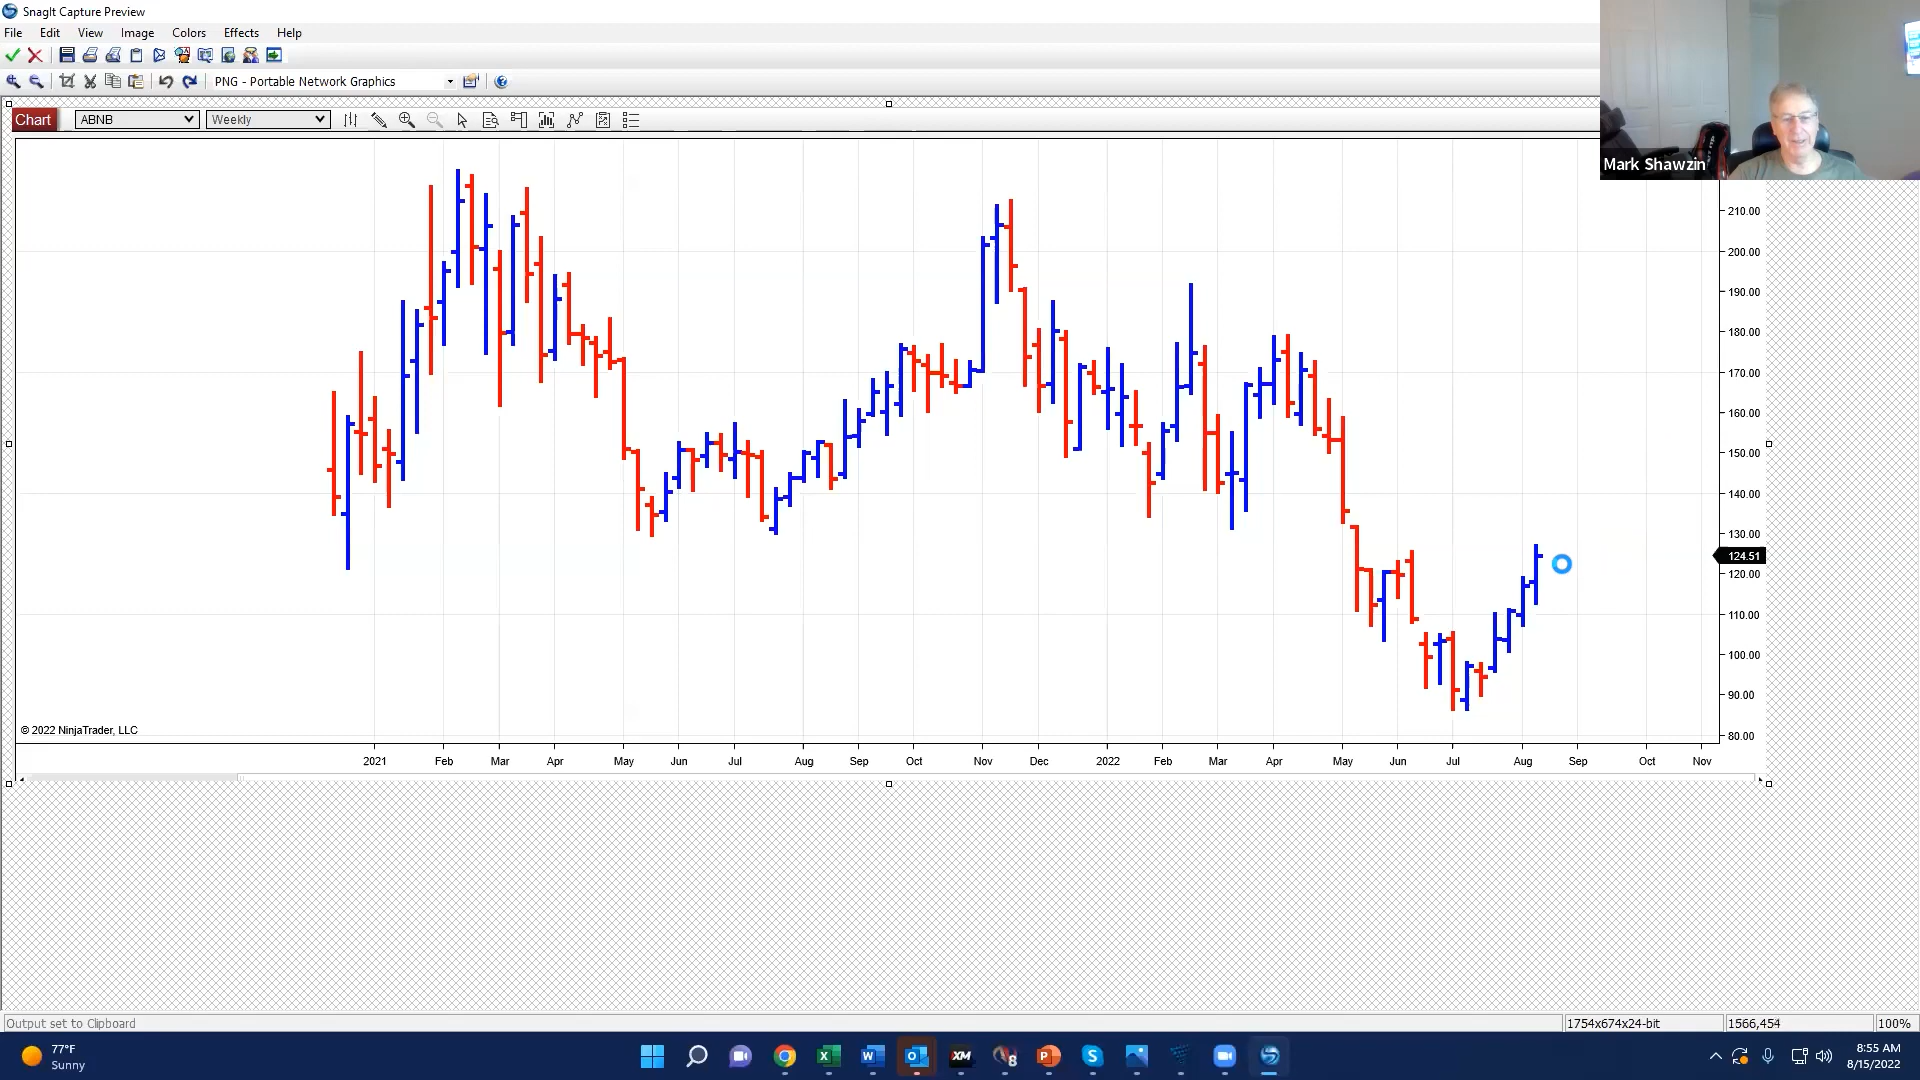 SnagIt Capture Preview
File Edit View Image Colors Effects Help
PNG - Portable Network Graphics
Chart ABNB Weekly
Mark Shawzin
210.00
200.00
190.00
180.00
170.00
160.00
150.00
140.00
130.00
124.51
120.00
110.00
100.00
90.00
80.00
© 2022 NinjaTrader, LLC
2021 Feb Mar Apr May Jun Jul Aug Sep Oct Nov Dec 2022 Feb Mar Apr May Jun Jul Aug Sep Oct Nov
Output set to Clipboard 1754x674x24-bit 1566,454 100%
77°F
Sunny
8:55 AM
8/15/2022